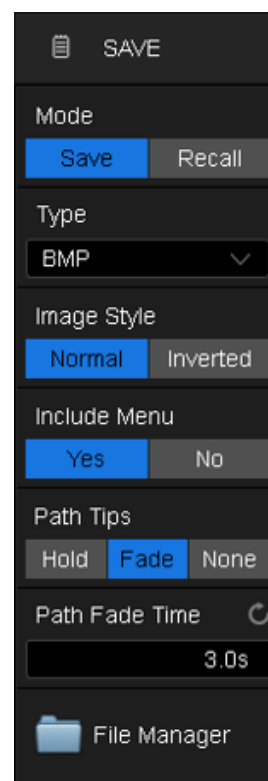 SAVE
Mode
Save Recall
Type
BMP
Image Style
Normal Inverted
Include Menu
Yes No
Path Tips
Hold Fade None
Path Fade Time
3.0s
File Manager